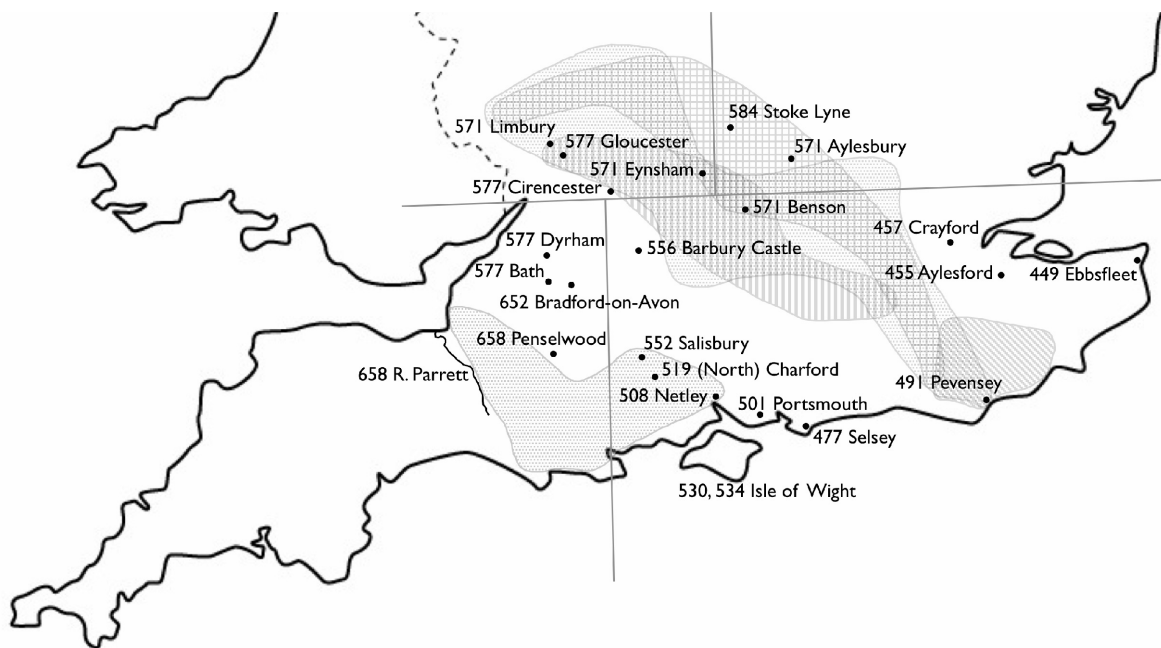 584 Stoke Lyne
571 Limbury
577 Gloucester
571 Aylesbury
571 Eynsham
577 Cirencester
571 Benson
457 Crayford
577 Dyrham
556 Barbury Castle
577 Bath
455 Aylesford
449 Ebbsfleet
652 Bradford-on-Avon
658 Penselwood
552 Salisbury
658 R. Parrett
519 (North) Charford
491 Pevensey
508 Netley
501 Portsmouth
477 Selsey
530, 534 Isle of Wight